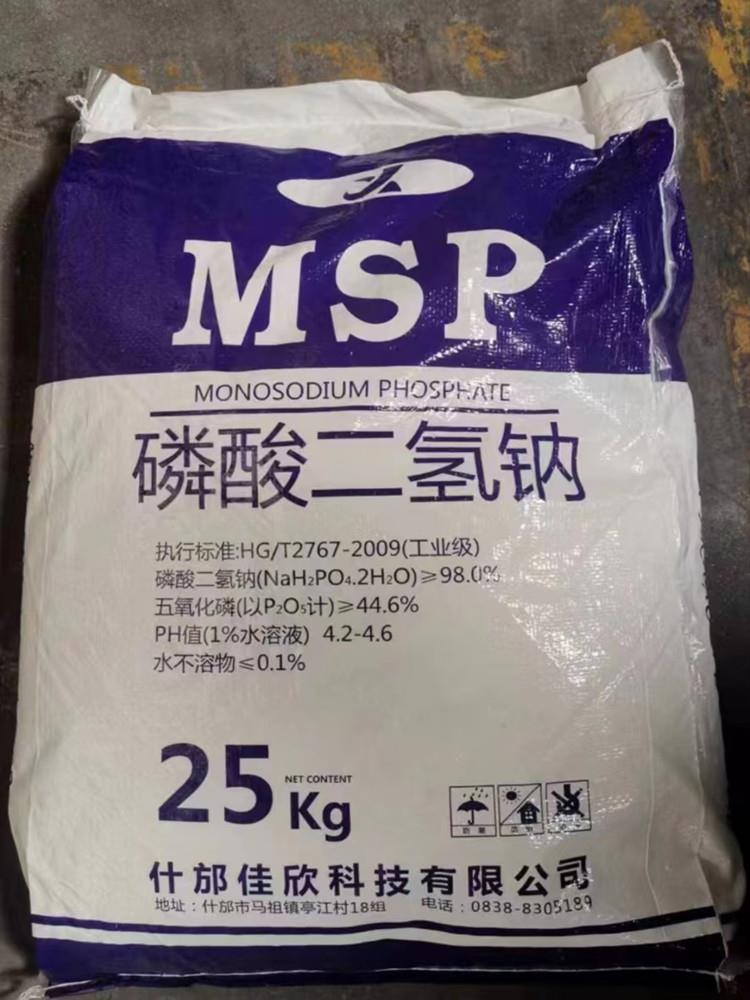 MSP
MONOSODIUM PHOSPHATE
磷酸二氢钠
执行标准:HG/T2767-2009(工业级)
磷酸二氢钠(NaH₂PO₄.2H₂O)≥98.0%
五氧化磷(以P₂O₅计)≥44.6%
PH值(1%水溶液) 4.2-4.6
水不溶物≤0.1%
25 Kg NET CONTENT
什邡佳欣科技有限公司
地址：什邡市马祖镇亭江村18组 电话：0838-8305189